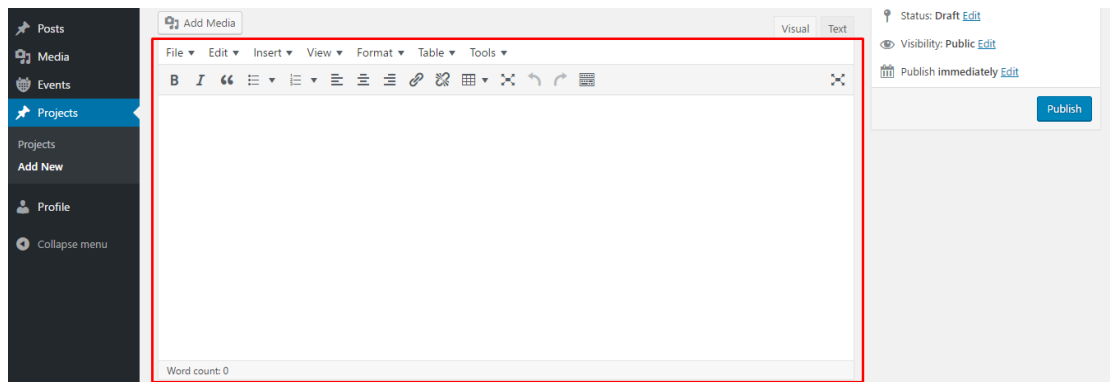 Posts
Media
Events
Projects
Projects
Add New
Profile
Collapse menu
Add Media
Visual Text
File Edit Insert View Format Table Tools
B I
Word count: 0
Status: Draft Edit
Visibility: Public Edit
Publish immediately Edit
Publish